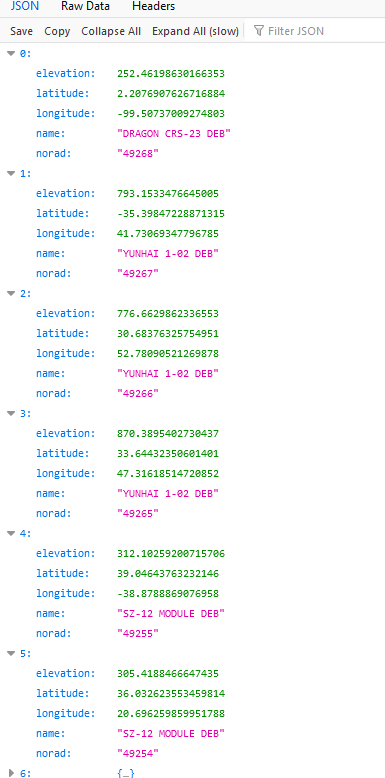 JSON Raw Data Headers
Save Copy Collapse All Expand All (slow) Filter JSON
0:
elevation: 252.46198630166353
latitude: 2.2076907626716884
longitude: -99.50737009274803
name: "DRAGON CRS-23 DEB"
norad: "49268"
1:
elevation: 793.1533476645005
latitude: -35.39847228871315
longitude: 41.73069347796785
name: "YUNHAI 1-02 DEB"
norad: "49267"
2:
elevation: 776.6629862336553
latitude: 30.68376325754951
longitude: 52.78090521269878
name: "YUNHAI 1-02 DEB"
norad: "49266"
3:
elevation: 870.3895402730437
latitude: 33.64432350601401
longitude: 47.31618514720852
name: "YUNHAI 1-02 DEB"
norad: "49265"
4:
elevation: 312.10259200715706
latitude: 39.04643763232146
longitude: -38.8788869076958
name: "SZ-12 MODULE DEB"
norad: "49255"
5:
elevation: 305.4188466647435
latitude: 36.032623553459814
longitude: 20.696259859951788
name: "SZ-12 MODULE DEB"
norad: "49254"
6: {…}